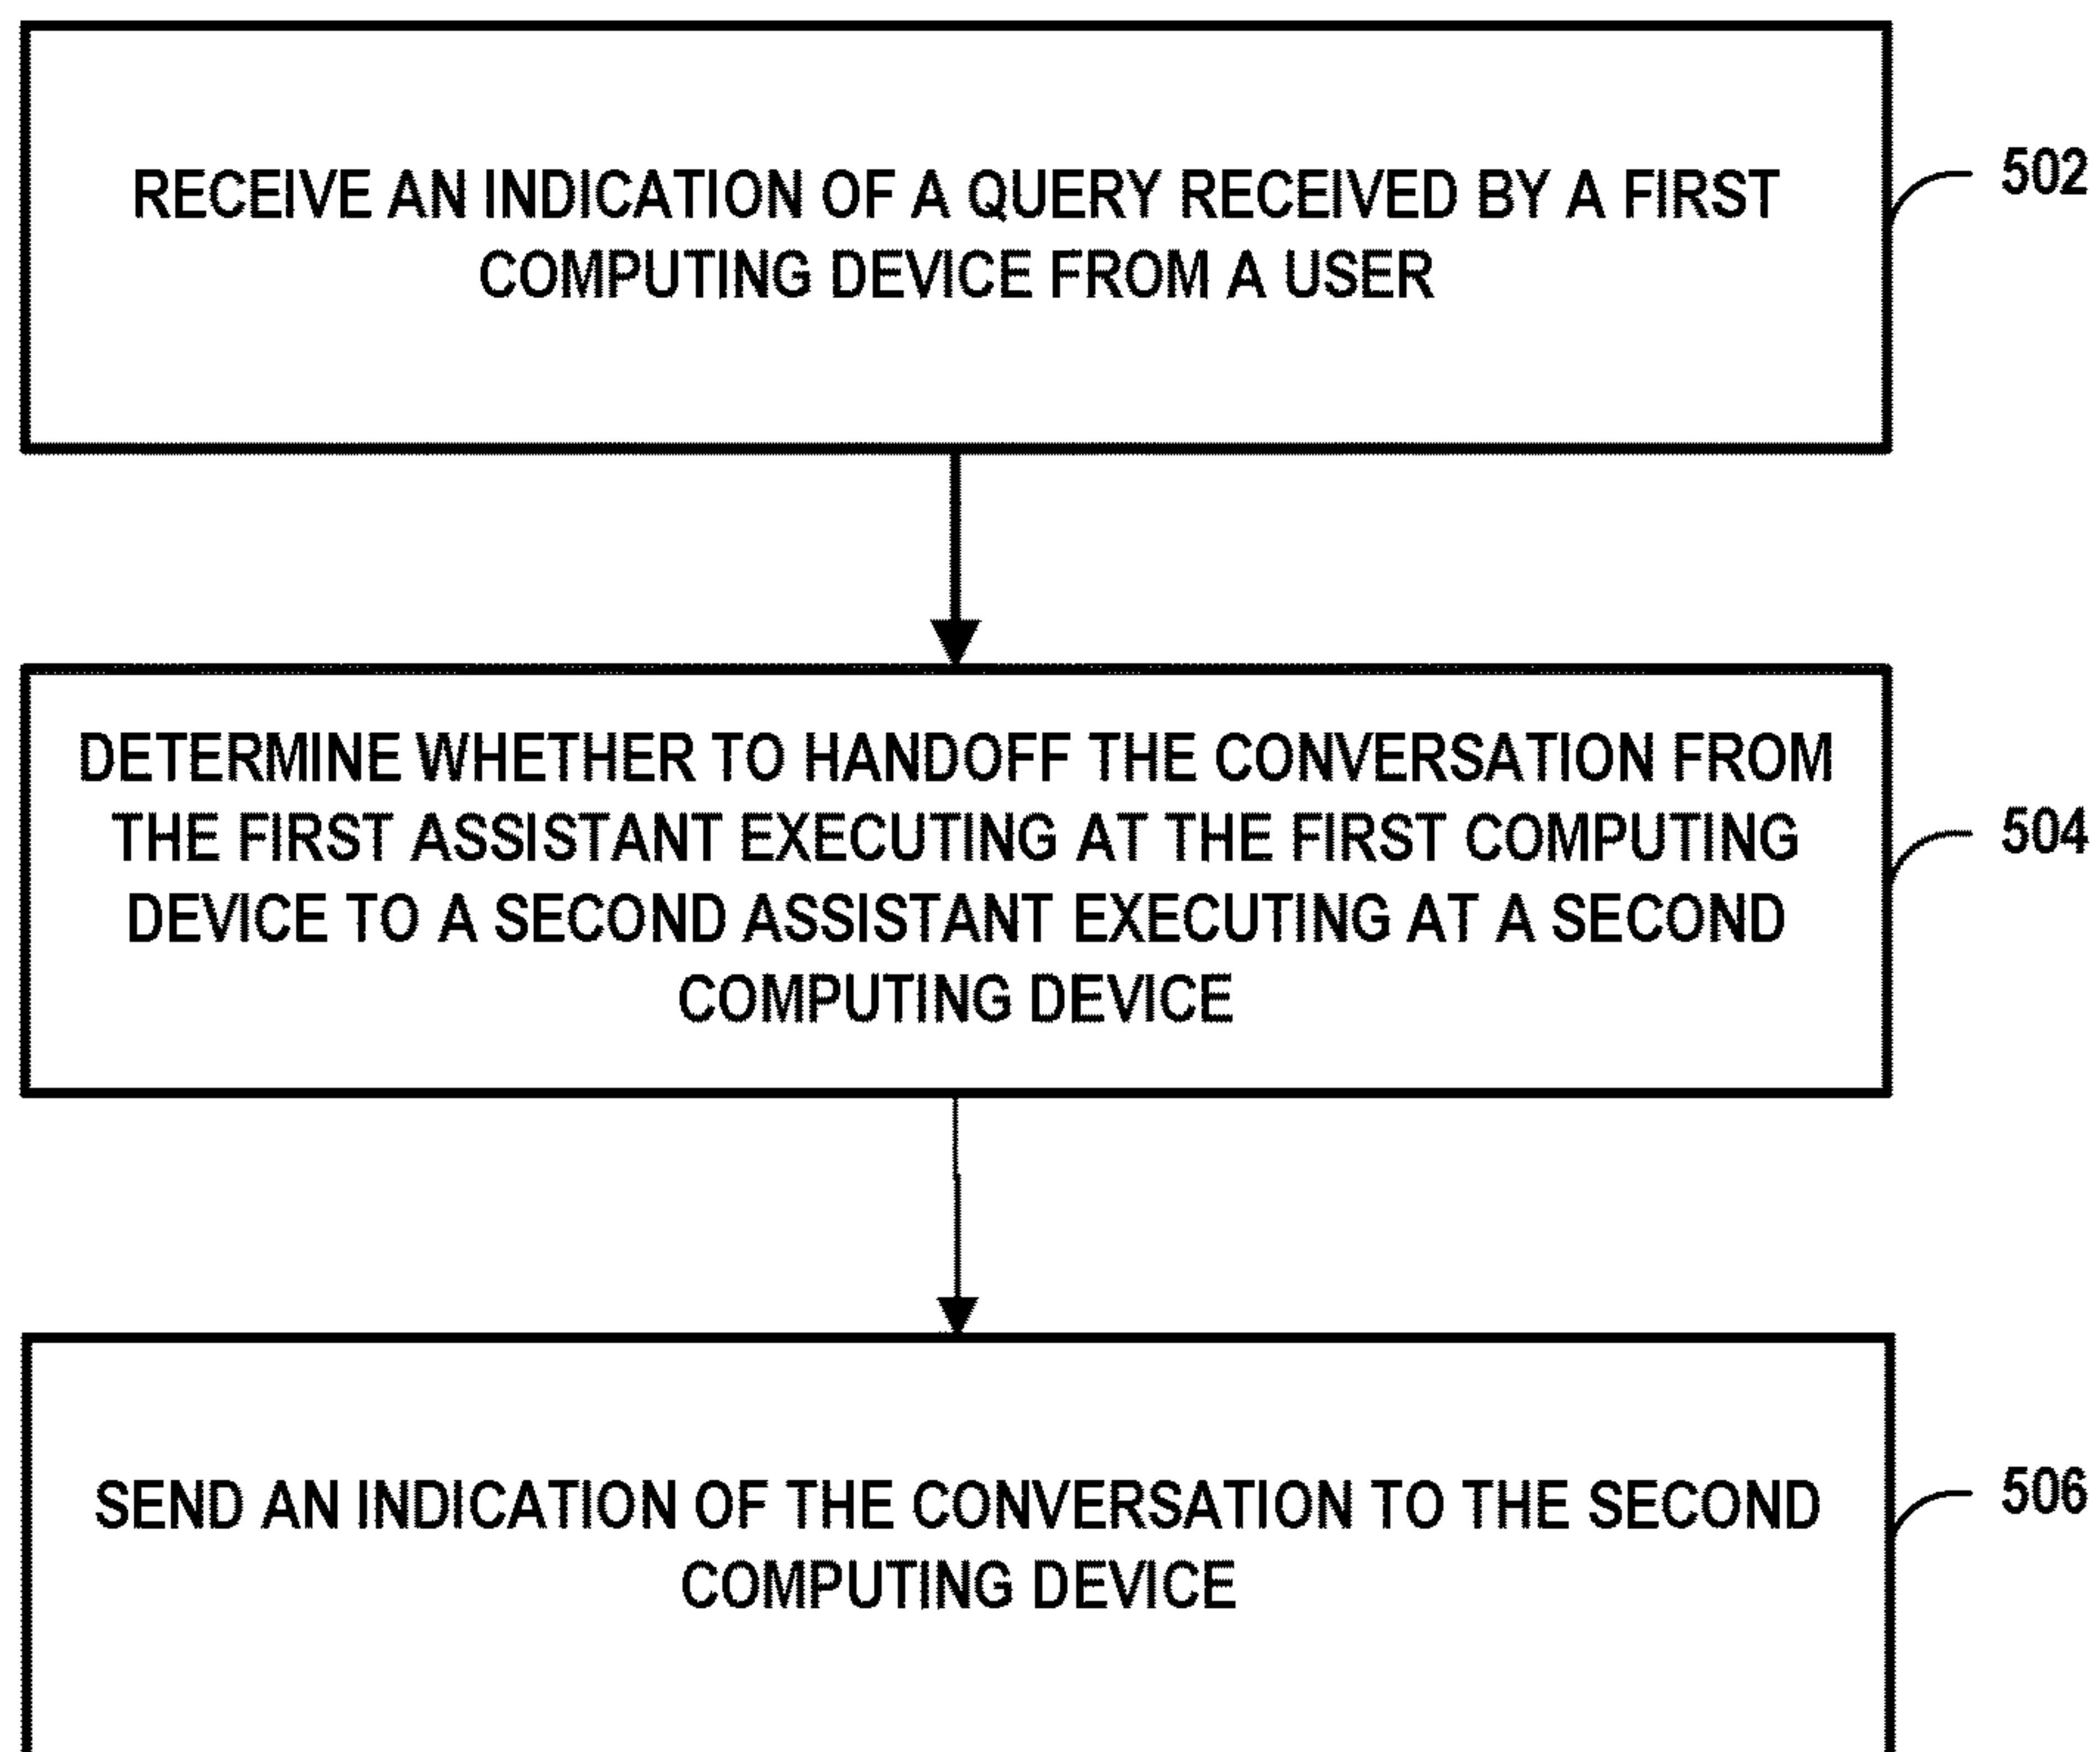 RECEIVE AN INDICATION OF A QUERY RECEIVED BY A FIRST
COMPUTING DEVICE FROM A USER
502
DETERMINE WHETHER TO HANDOFF THE CONVERSATION FROM
THE FIRST ASSISTANT EXECUTING AT THE FIRST COMPUTING
DEVICE TO A SECOND ASSISTANT EXECUTING AT A SECOND
COMPUTING DEVICE
504
SEND AN INDICATION OF THE CONVERSATION TO THE SECOND
COMPUTING DEVICE
506